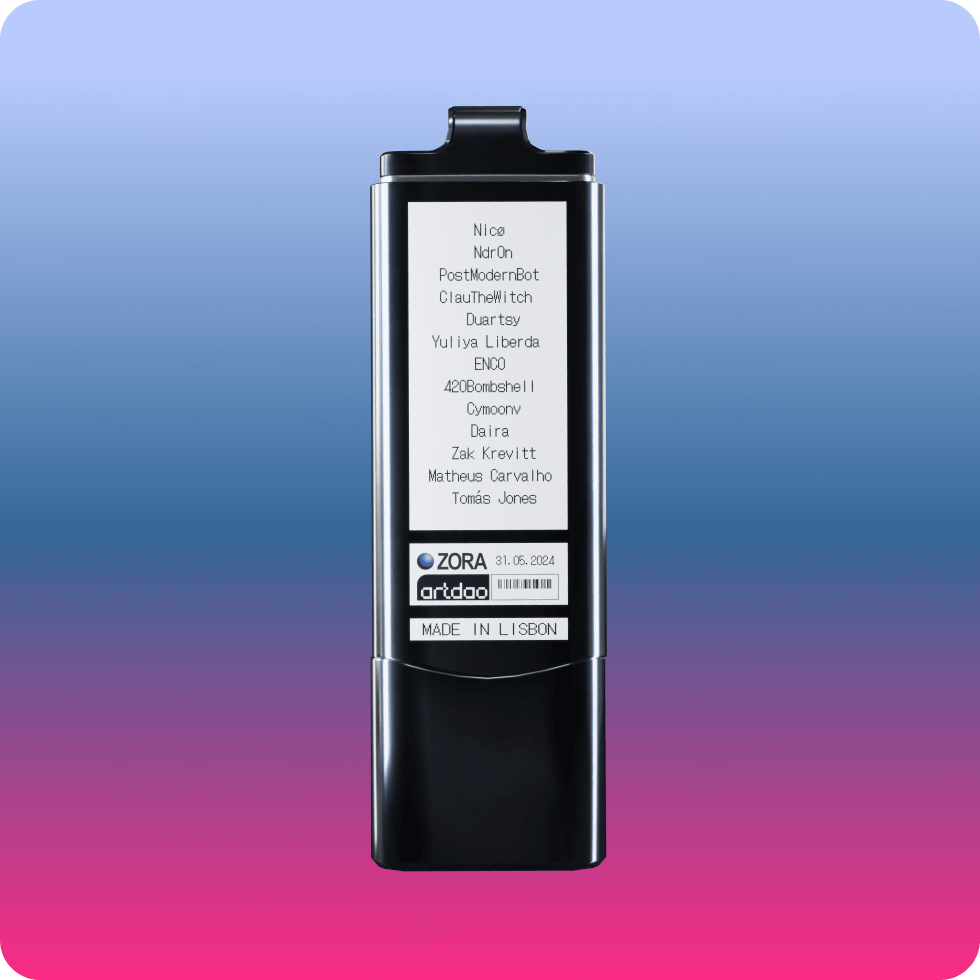 Nicø
Ndr0n
PostModernBot
ClauTheWitch
Duartsy
Yuliya Liberda
ENCO
420Bombshell
Cymoonv
Daira
Zak Krevitt
Matheus Carvalho
Tomás Jones
ZORA 31.05.2024
artdao
MADE IN LISBON